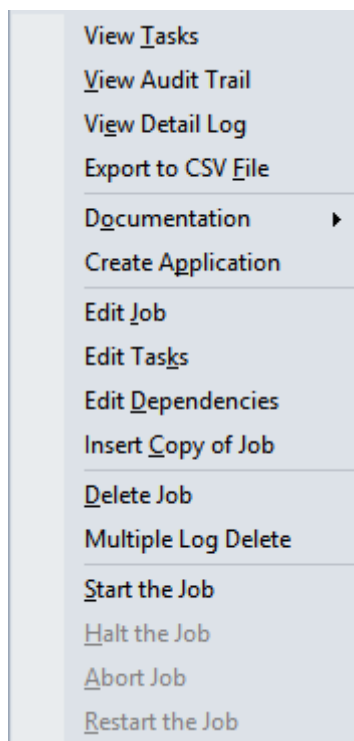 View Tasks
View Audit Trail
View Detail Log
Export to CSV File
Documentation
Create Application
Edit Job
Edit Tasks
Edit Dependencies
Insert Copy of Job
Delete Job
Multiple Log Delete
Start the Job
Halt the Job
Abort Job
Restart the Job